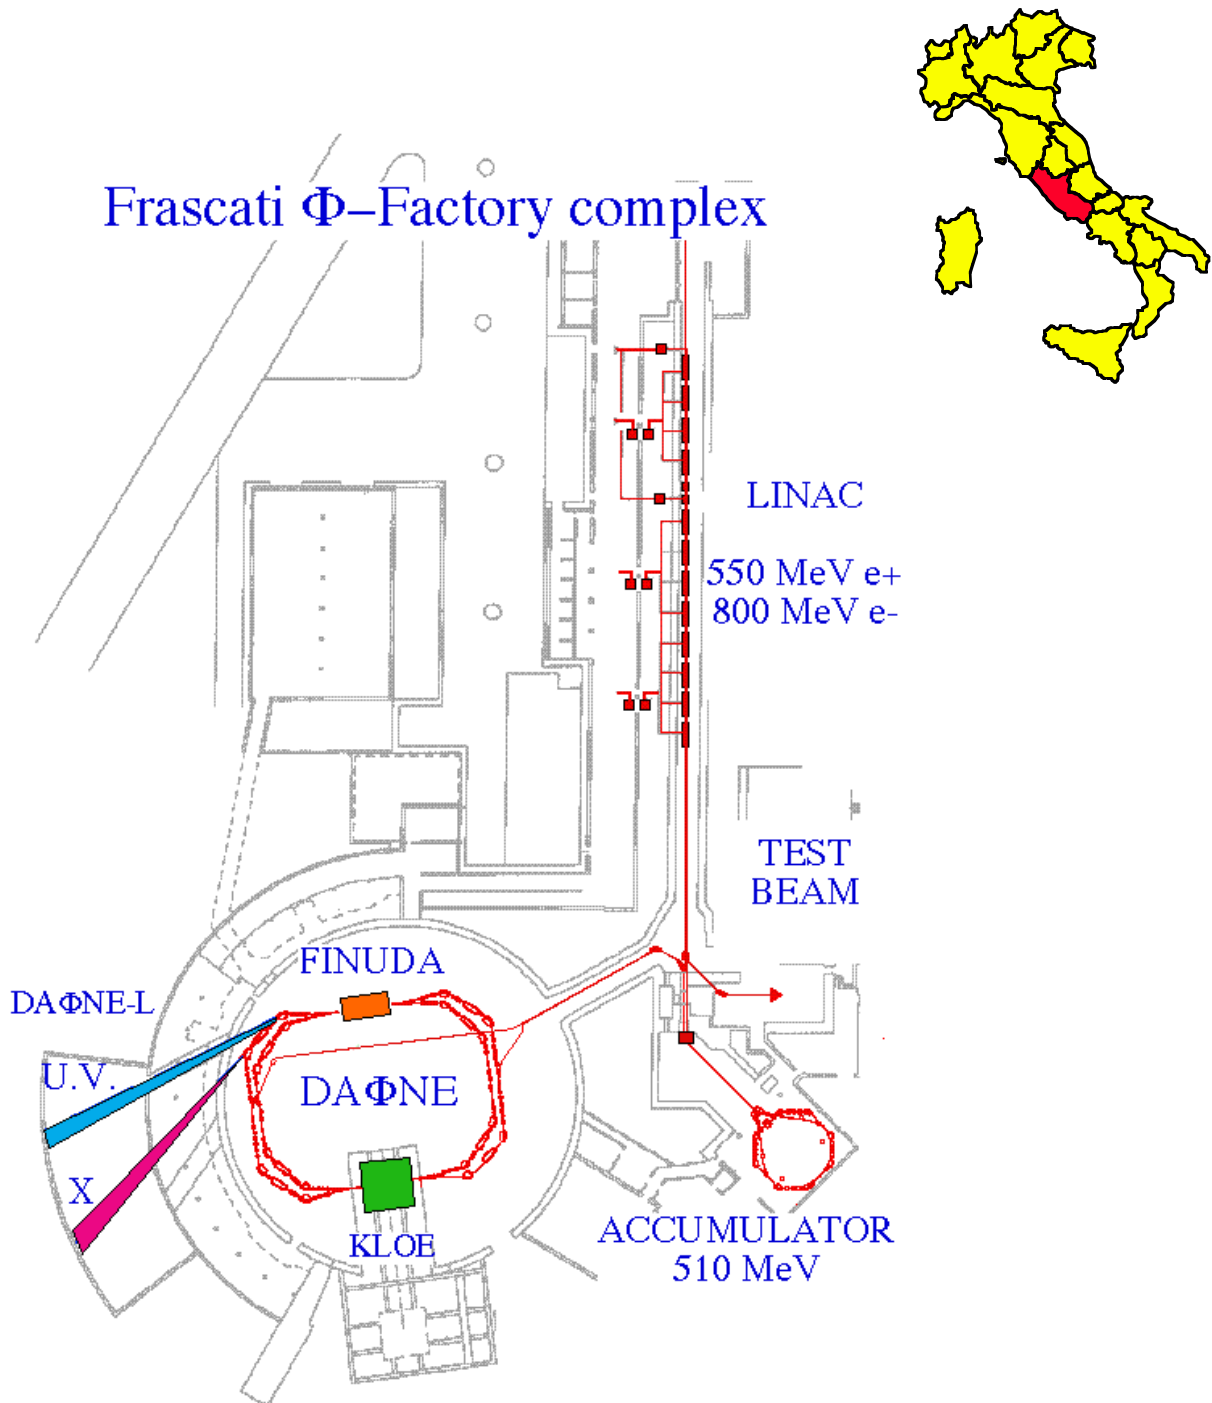 Frascati Φ–Factory complex
LINAC
550 MeV e+
800 MeV e-
TEST
BEAM
FINUDA
DAΦNE-L
U.V.
DAΦNE
X
KLOE
ACCUMULATOR
510 MeV